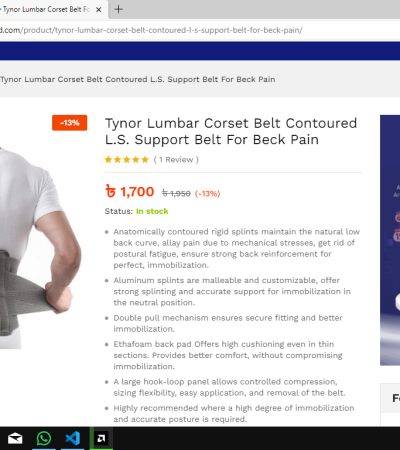 Tynor Lumbar Corset Belt Fo
d.com/product/tynor-lumbar-corset-belt-contoured-l-s-support-belt-for-beck-pain/
Tynor Lumbar Corset Belt Contoured L.S. Support Belt For Beck Pain
-13%
Tynor Lumbar Corset Belt Contoured
L.S. Support Belt For Beck Pain
( 1 Review )
৳ 1,700 ৳ 1,950 (-13%)
Status: In stock
Anatomically contoured rigid splints maintain the natural low
back curve, allay pain due to mechanical stresses, get rid of
postural fatigue, ensure strong back reinforcement for
perfect, immobilization.
Aluminum splints are malleable and customizable, offer
strong splinting and accurate support for immobilization in
the neutral position.
Double pull mechanism ensures secure fitting and better
immobilization.
Ethafoam back pad Offers high cushioning even in thin
sections. Provides better comfort, without compromising
immobilization.
A large hook-loop panel allows controlled compression,
sizing flexibility, easy application, and removal of the belt.
Highly recommended where a high degree of immobilization
and accurate posture is required.